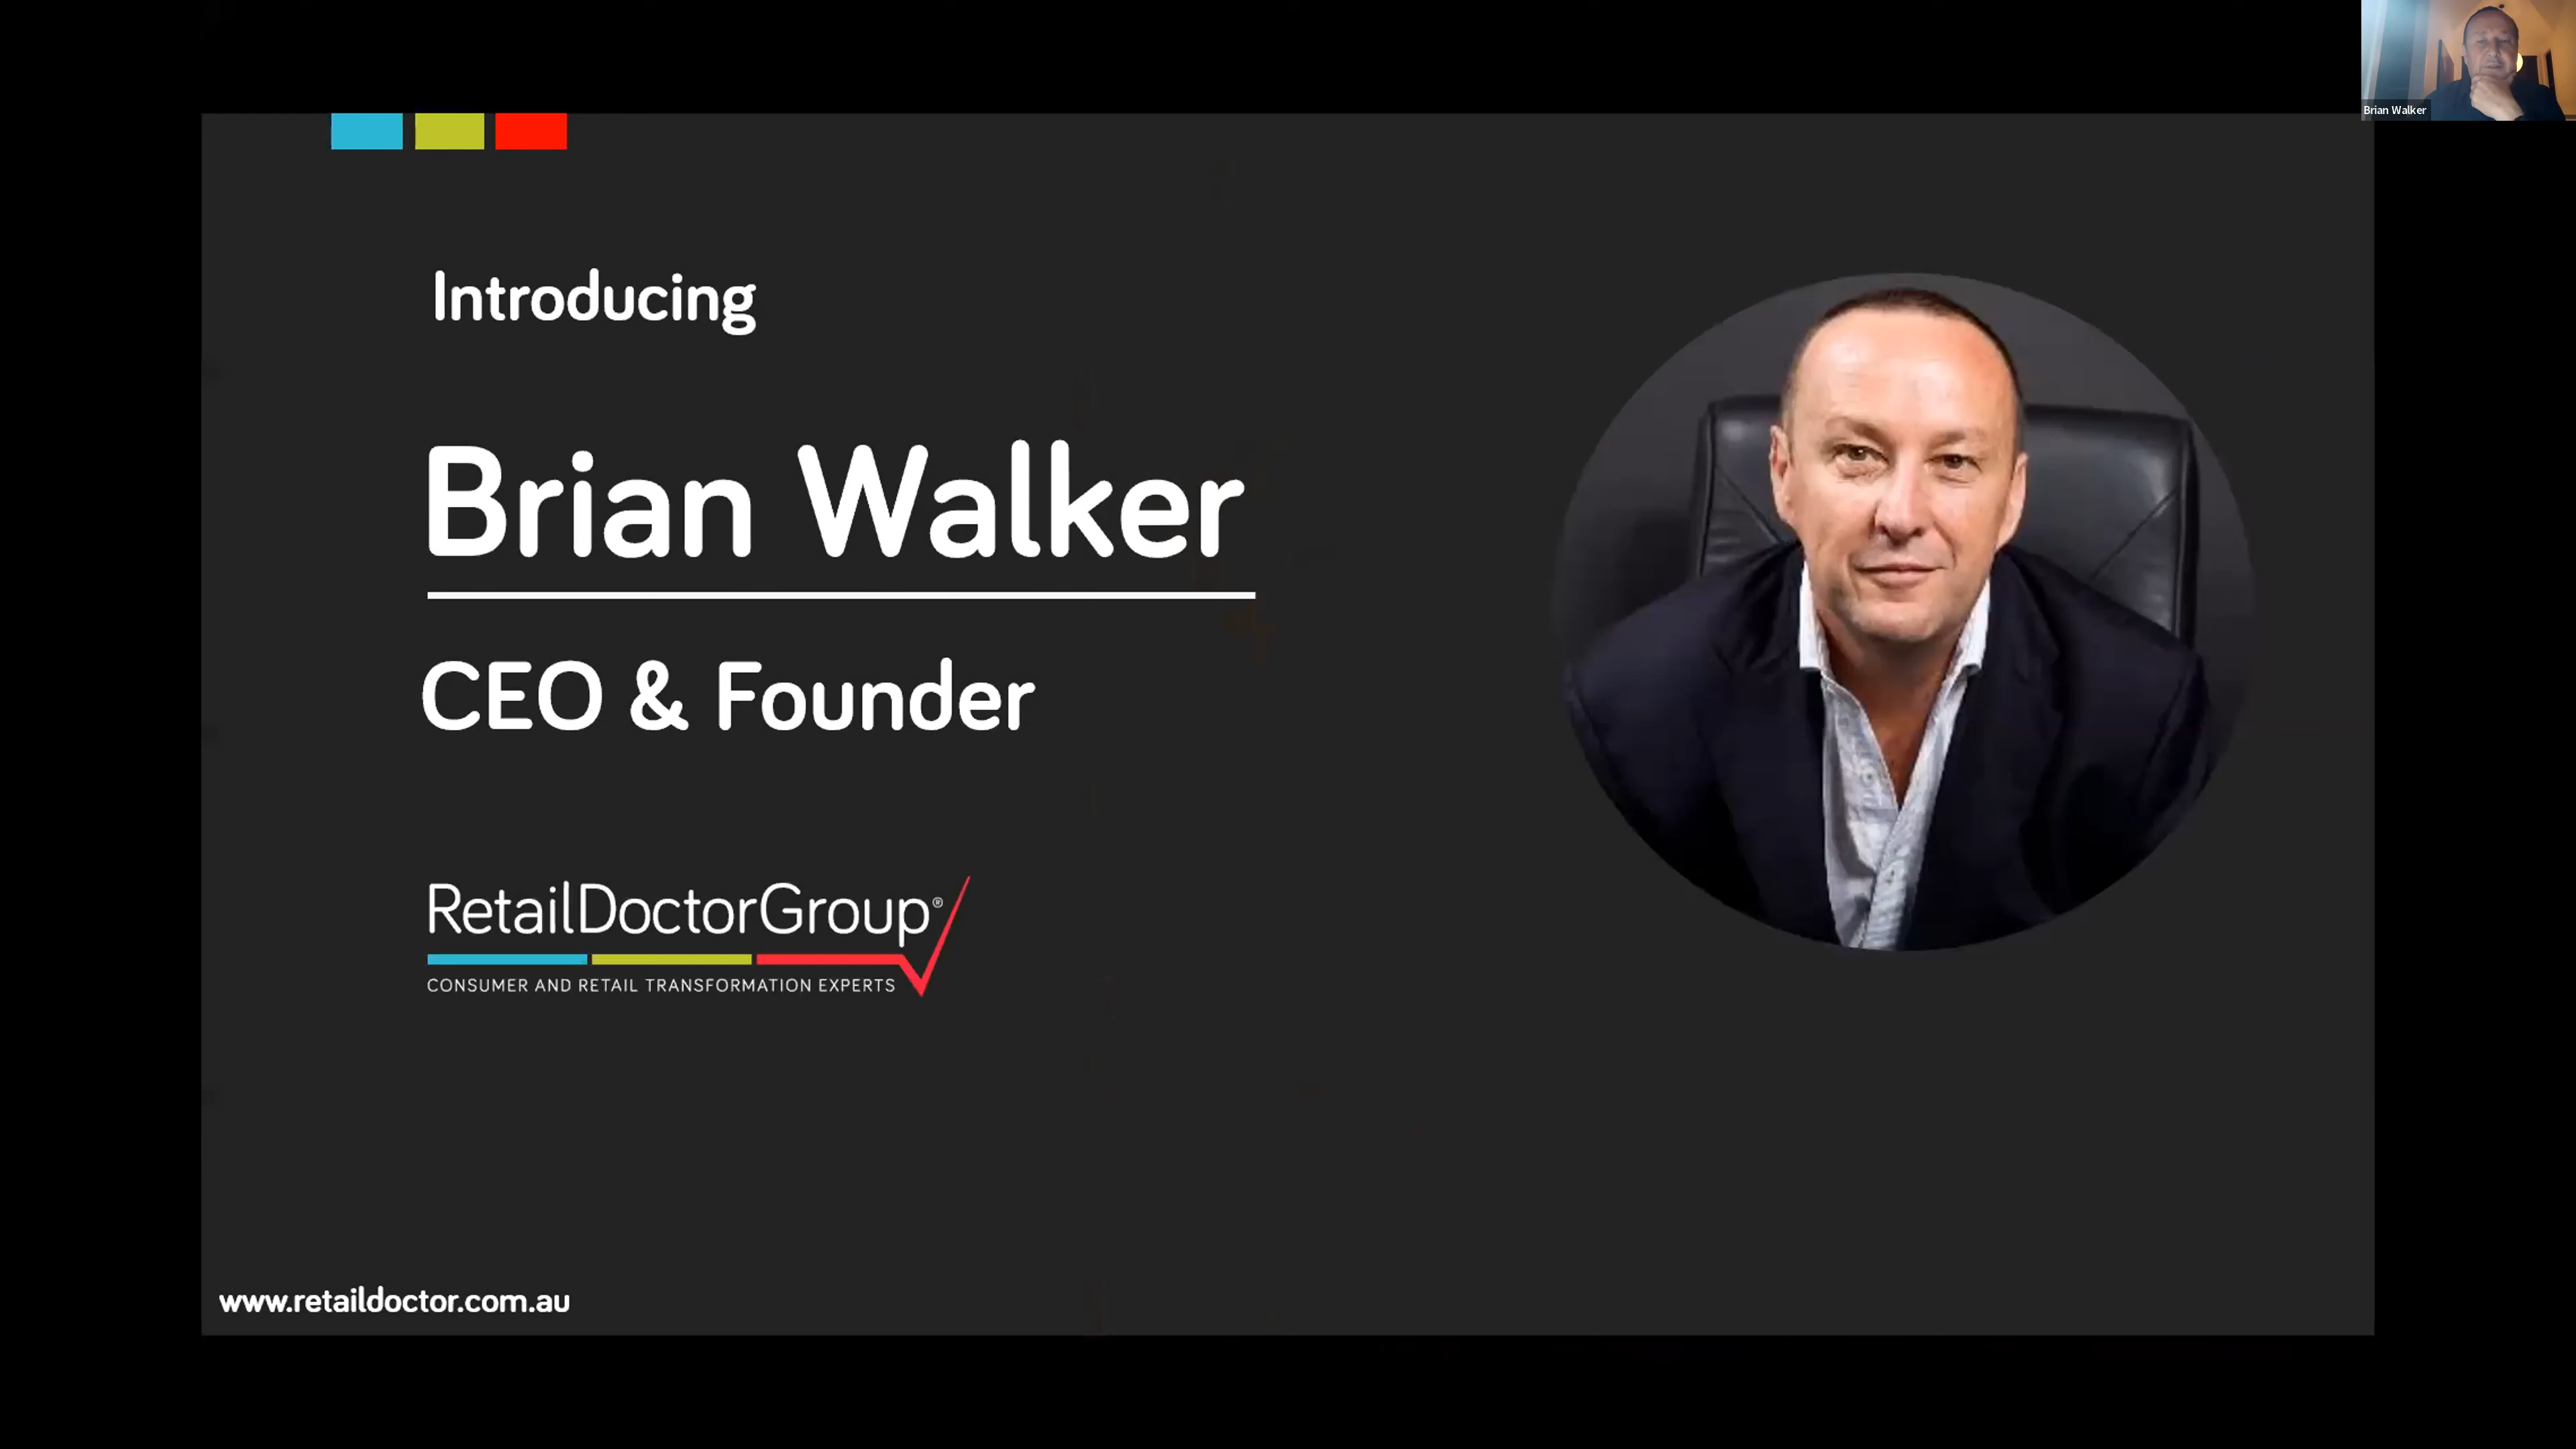 Brian Walker
Introducing
Brian Walker
CEO & Founder
RetailDoctorGroup®
CONSUMER AND RETAIL TRANSFORMATION EXPERTS
www.retaildoctor.com.au